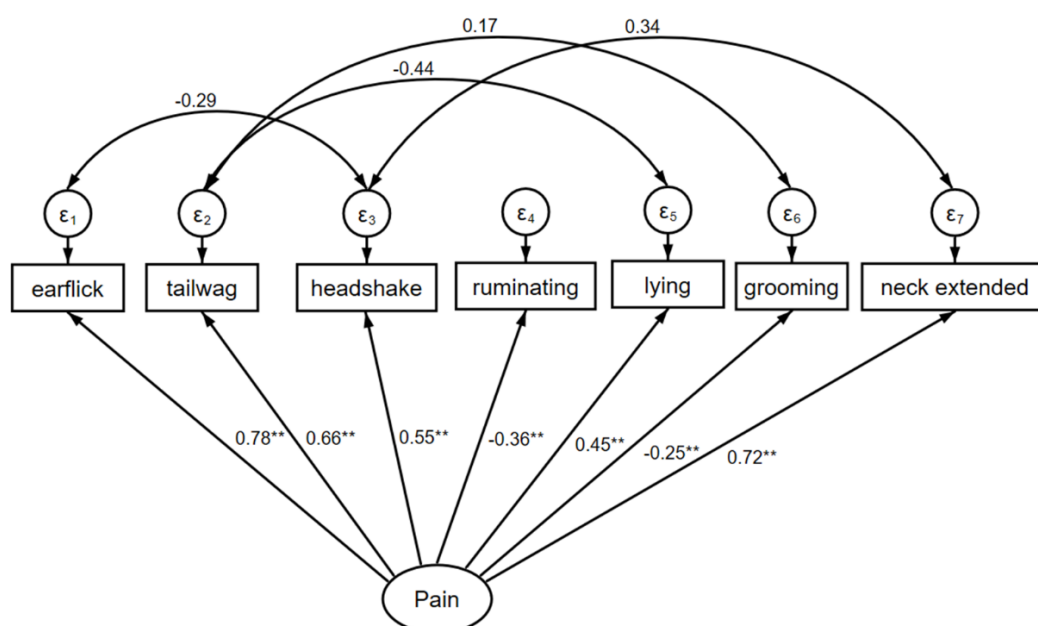 0.17
0.34
-0.44
-0.29
ε1 ε2 ε3 ε4 ε5 ε6 ε7
earflick tailwag headshake ruminating lying grooming neck extended
0.78** 0.66** 0.55** -0.36** 0.45** -0.25** 0.72**
Pain